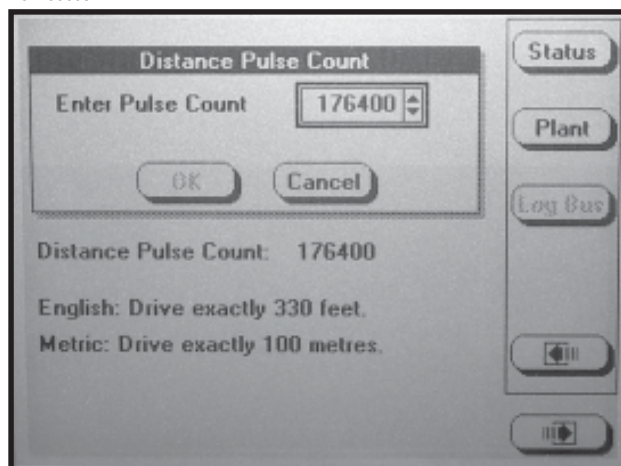 Distance Pulse Count
Enter Pulse Count 176400
OK Cancel
Distance Pulse Count: 176400
English: Drive exactly 330 feet.
Metric: Drive exactly 100 metres.
Status
Plant
Log Bus